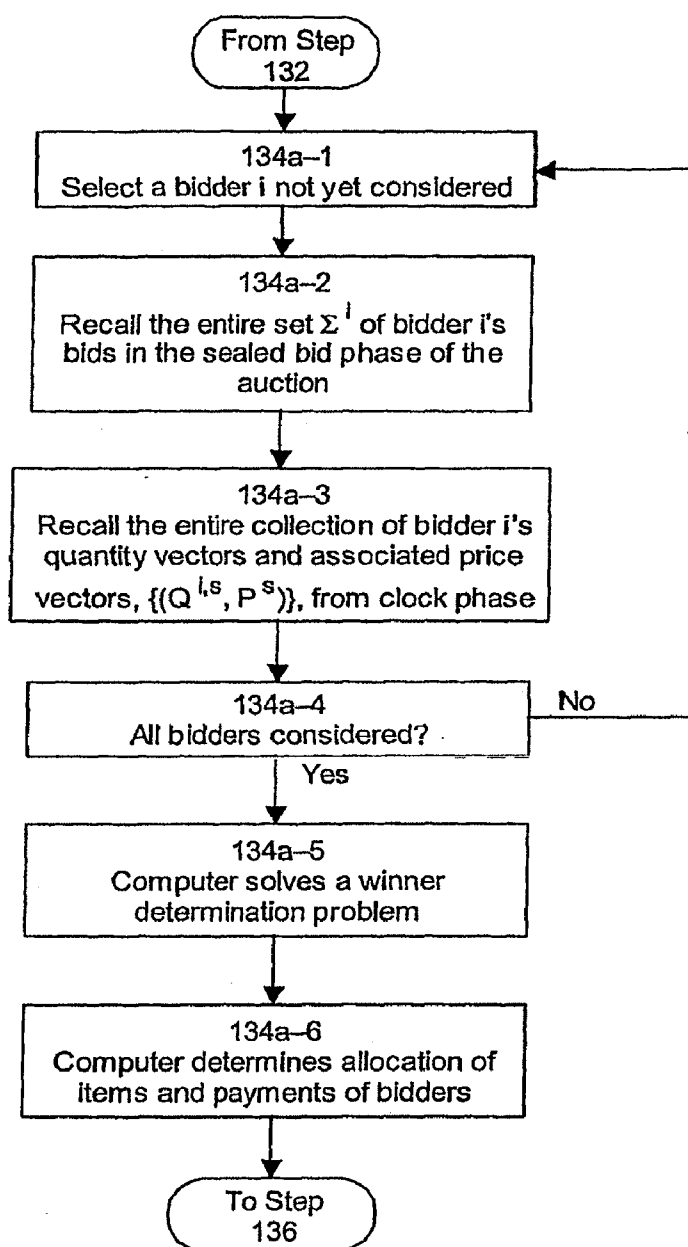 From Step
132
134a–1
Select a bidder i not yet considered
134a–2
Recall the entire set Σ^i of bidder i's
bids in the sealed bid phase of the
auction
134a–3
Recall the entire collection of bidder i's
quantity vectors and associated price
vectors, {(Q^i,s, P^s)}, from clock phase
134a–4
All bidders considered?
No
Yes
134a–5
Computer solves a winner
determination problem
134a–6
Computer determines allocation of
items and payments of bidders
To Step
136